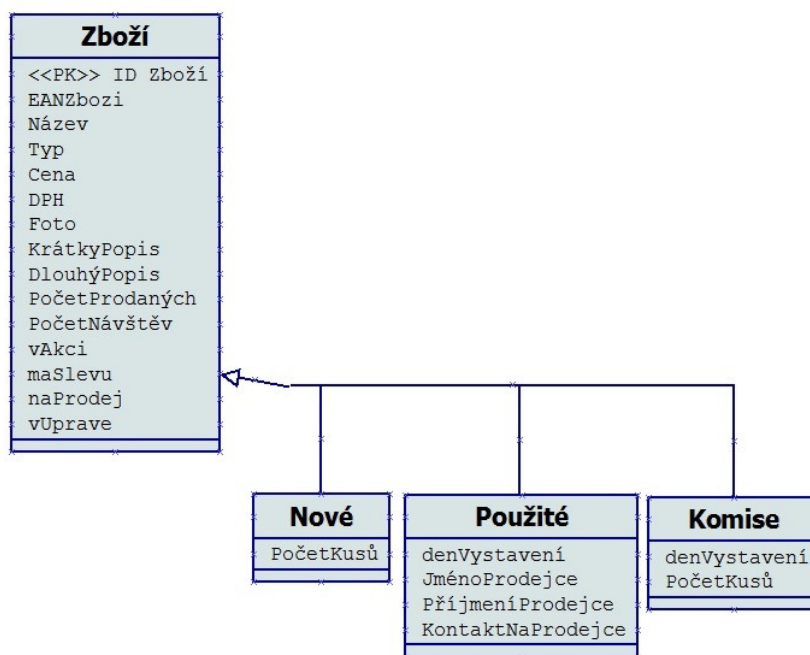 Zboží
<<PK>> ID Zboží
EANZbozi
Název
Typ
Cena
DPH
Foto
KrátkyPopis
DlouhýPopis
PočetProdaných
PočetNávštěv
vAkci
maSlevu
naProdej
vUprave
Nové
PočetKusů
Použité
denVystavení
JménoProdejce
PříjmeníProdejce
KontaktNaProdejce
Komise
denVystavení
PočetKusů